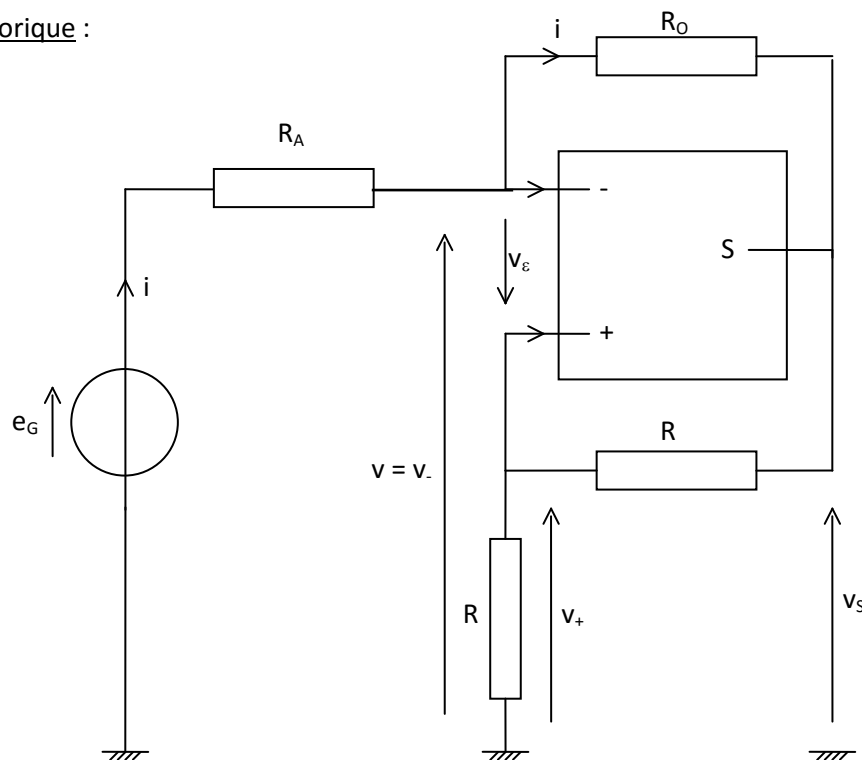 orique :
i
R_O
R_A
-
S
v_ε
i
+
e_G
R
v = v_-
R
v_+
v_S